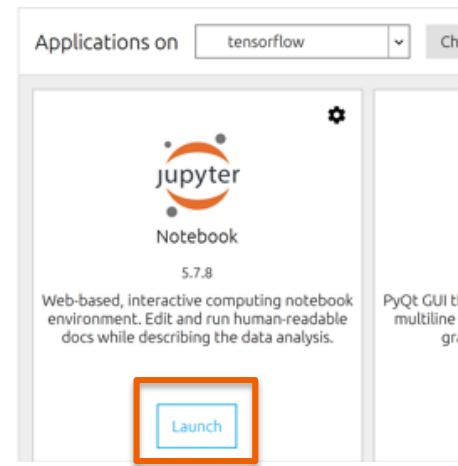 Applications on tensorflow Ch
jupyter
Notebook
5.7.8
Web-based, interactive computing notebook
environment. Edit and run human-readable
docs while describing the data analysis.
Launch
PyQt GUI t
multiline
gra